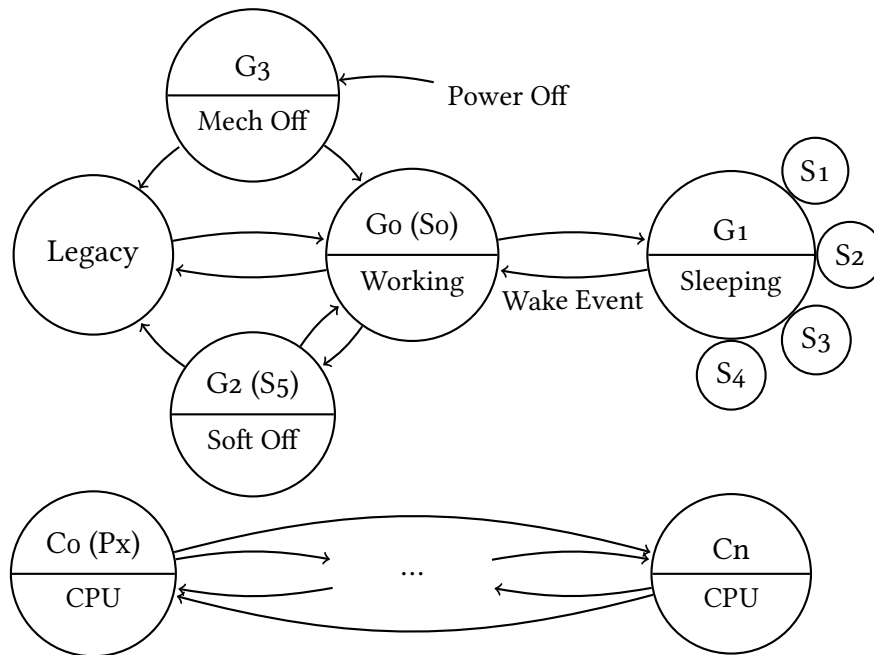 G3
Mech Off
Power Off
Legacy
G0 (S0)
Working
Wake Event
G1
Sleeping
S1
S2
S3
S4
G2 (S5)
Soft Off
C0 (Px)
CPU
...
Cn
CPU